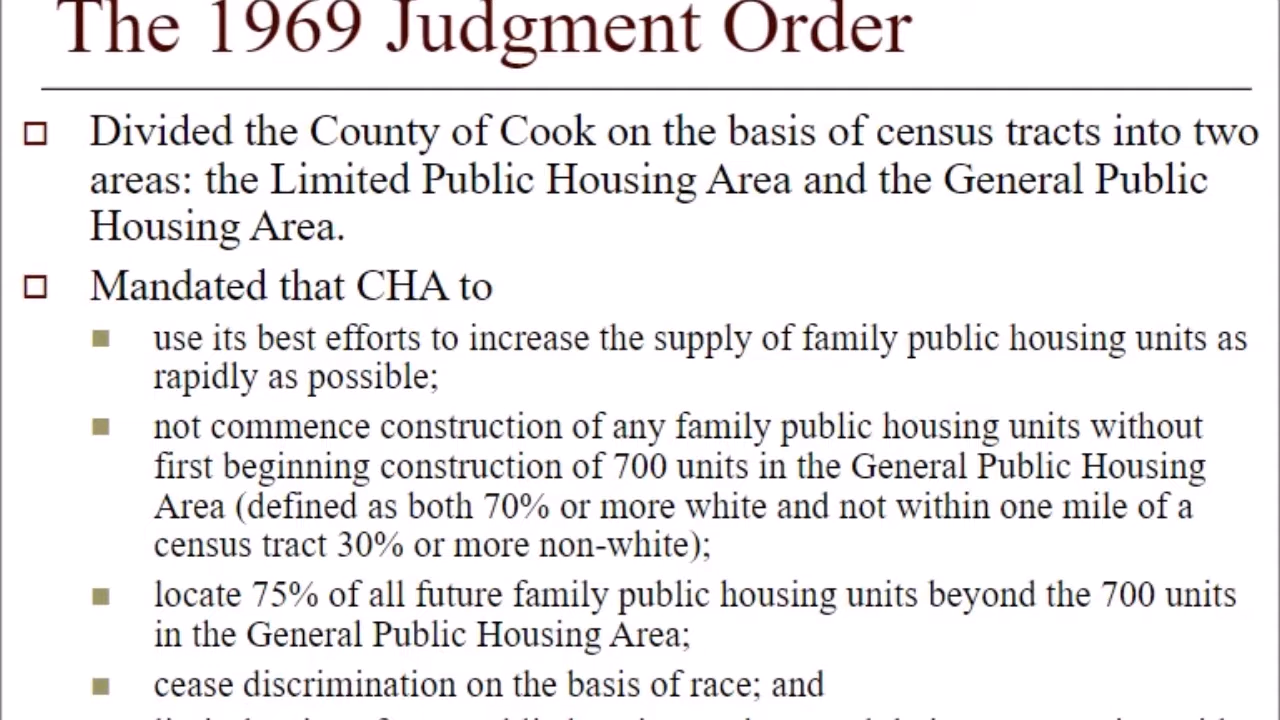 The 1969 Judgment Order
Divided the County of Cook on the basis of census tracts into two
areas: the Limited Public Housing Area and the General Public
Housing Area.
Mandated that CHA to
use its best efforts to increase the supply of family public housing units as
rapidly as possible;
not commence construction of any family public housing units without
first beginning construction of 700 units in the General Public Housing
Area (defined as both 70% or more white and not within one mile of a
census tract 30% or more non-white);
locate 75% of all future family public housing units beyond the 700 units
in the General Public Housing Area;
cease discrimination on the basis of race; and